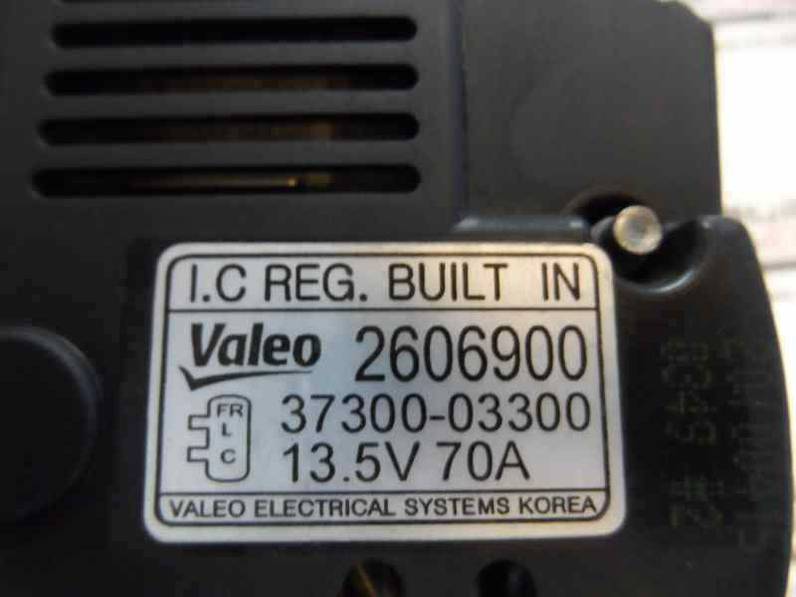 I.C REG. BUILT IN
Valeo 2606900
FR
L
C
37300-03300
13.5V 70A
VALEO ELECTRICAL SYSTEMS KOREA